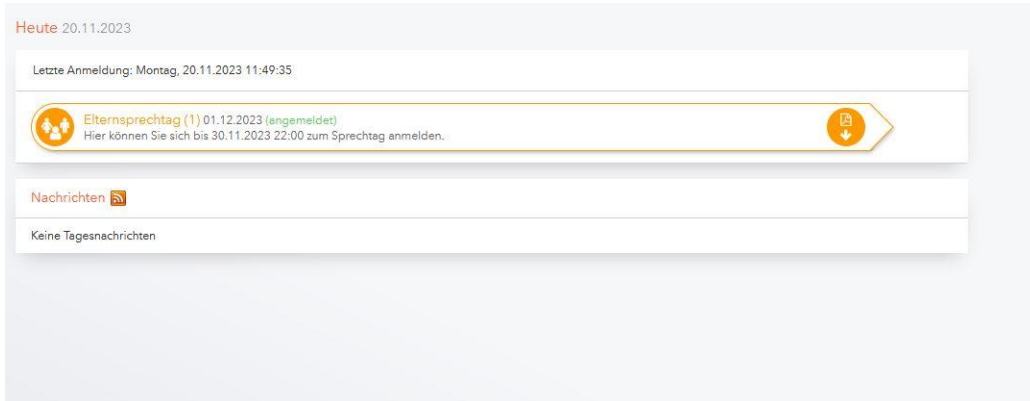 Heute 20.11.2023
Letzte Anmeldung: Montag, 20.11.2023 11:49:35
Elternsprechtag (1) 01.12.2023 (angemeldet)
Hier können Sie sich bis 30.11.2023 22:00 zum Sprechtag anmelden.
Nachrichten
Keine Tagesnachrichten